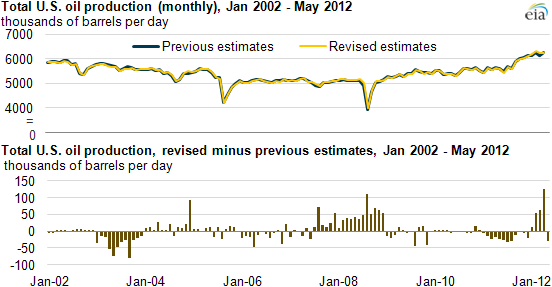 Total U.S. oil production (monthly), Jan 2002 - May 2012
thousands of barrels per day
eia
7000
Previous estimates
Revised estimates
6000
5000
4000
=
0
Total U.S. oil production, revised minus previous estimates, Jan 2002 - May 2012
thousands of barrels per day
150
100
50
0
-50
-100
Jan-02 Jan-04 Jan-06 Jan-08 Jan-10 Jan-12